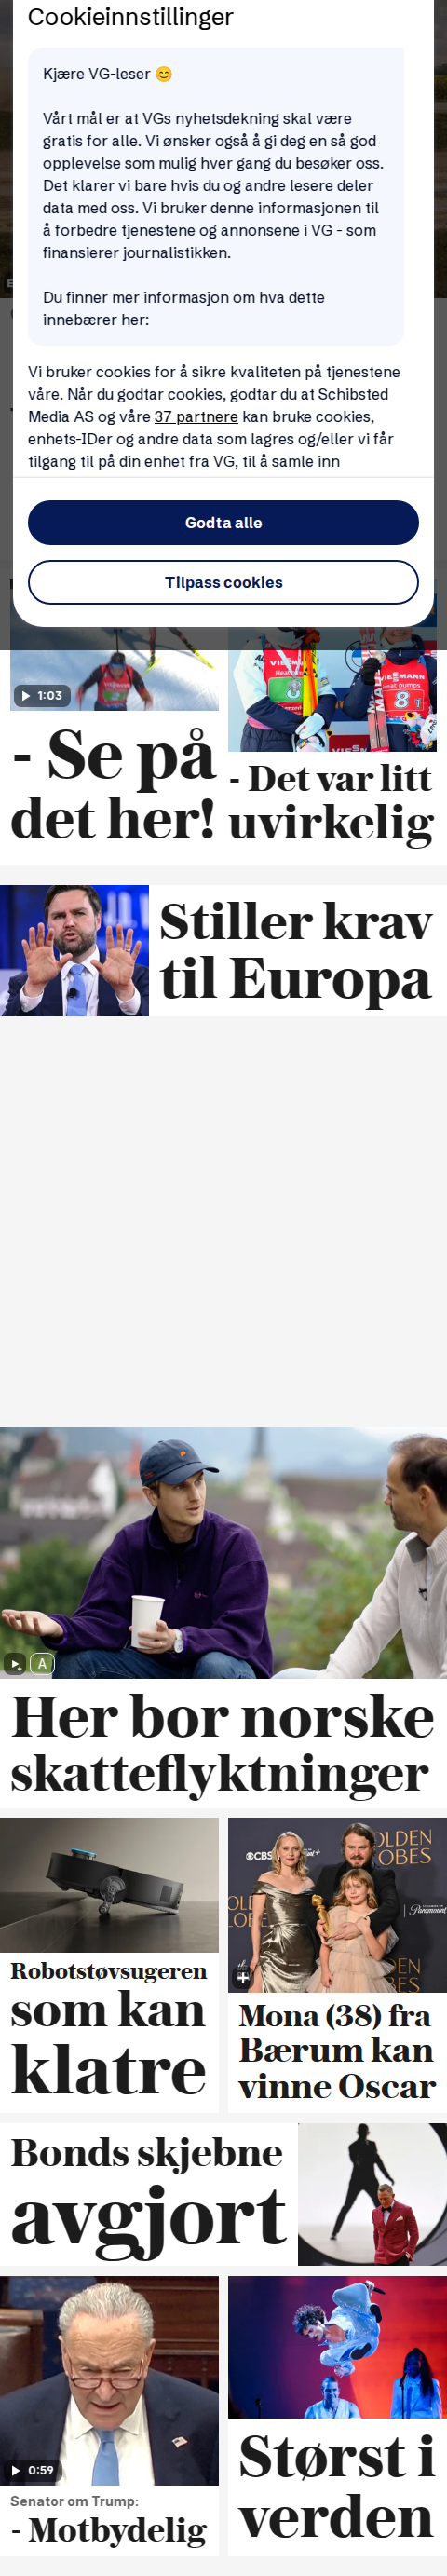 Cookieinnstillinger
Kjære VG-leser 😊
Vårt mål er at VGs nyhetsdekning skal være
gratis for alle. Vi ønsker også å gi deg en så god
opplevelse som mulig hver gang du besøker oss.
Det klarer vi bare hvis du og andre lesere deler
data med oss. Vi bruker denne informasjonen til
å forbedre tjenestene og annonsene i VG - som
finansierer journalistikken.
Du finner mer informasjon om hva dette
innebærer her:
Vi bruker cookies for å sikre kvaliteten på tjenestene
våre. Når du godtar cookies, godtar du at Schibsted
Media AS og våre 37 partnere kan bruke cookies,
enhets-IDer og andre data som lagres og/eller vi får
tilgang til på din enhet fra VG, til å samle inn
Godta alle
Tilpass cookies
1:03
- Se på
det her!
VIESMANN
Heat pumps
8
- Det var litt
uvirkelig
Stiller krav
til Europa
A
Her bor norske
skatteflyktninger
Robotstøvsugeren
som kan
klatre
CBS
GOLDEN
Paramount
Mona (38) fra
Bærum kan
vinne Oscar
Bonds skjebne
avgjort
0:59
Senator om Trump:
- Motbydelig
Størst i
verden